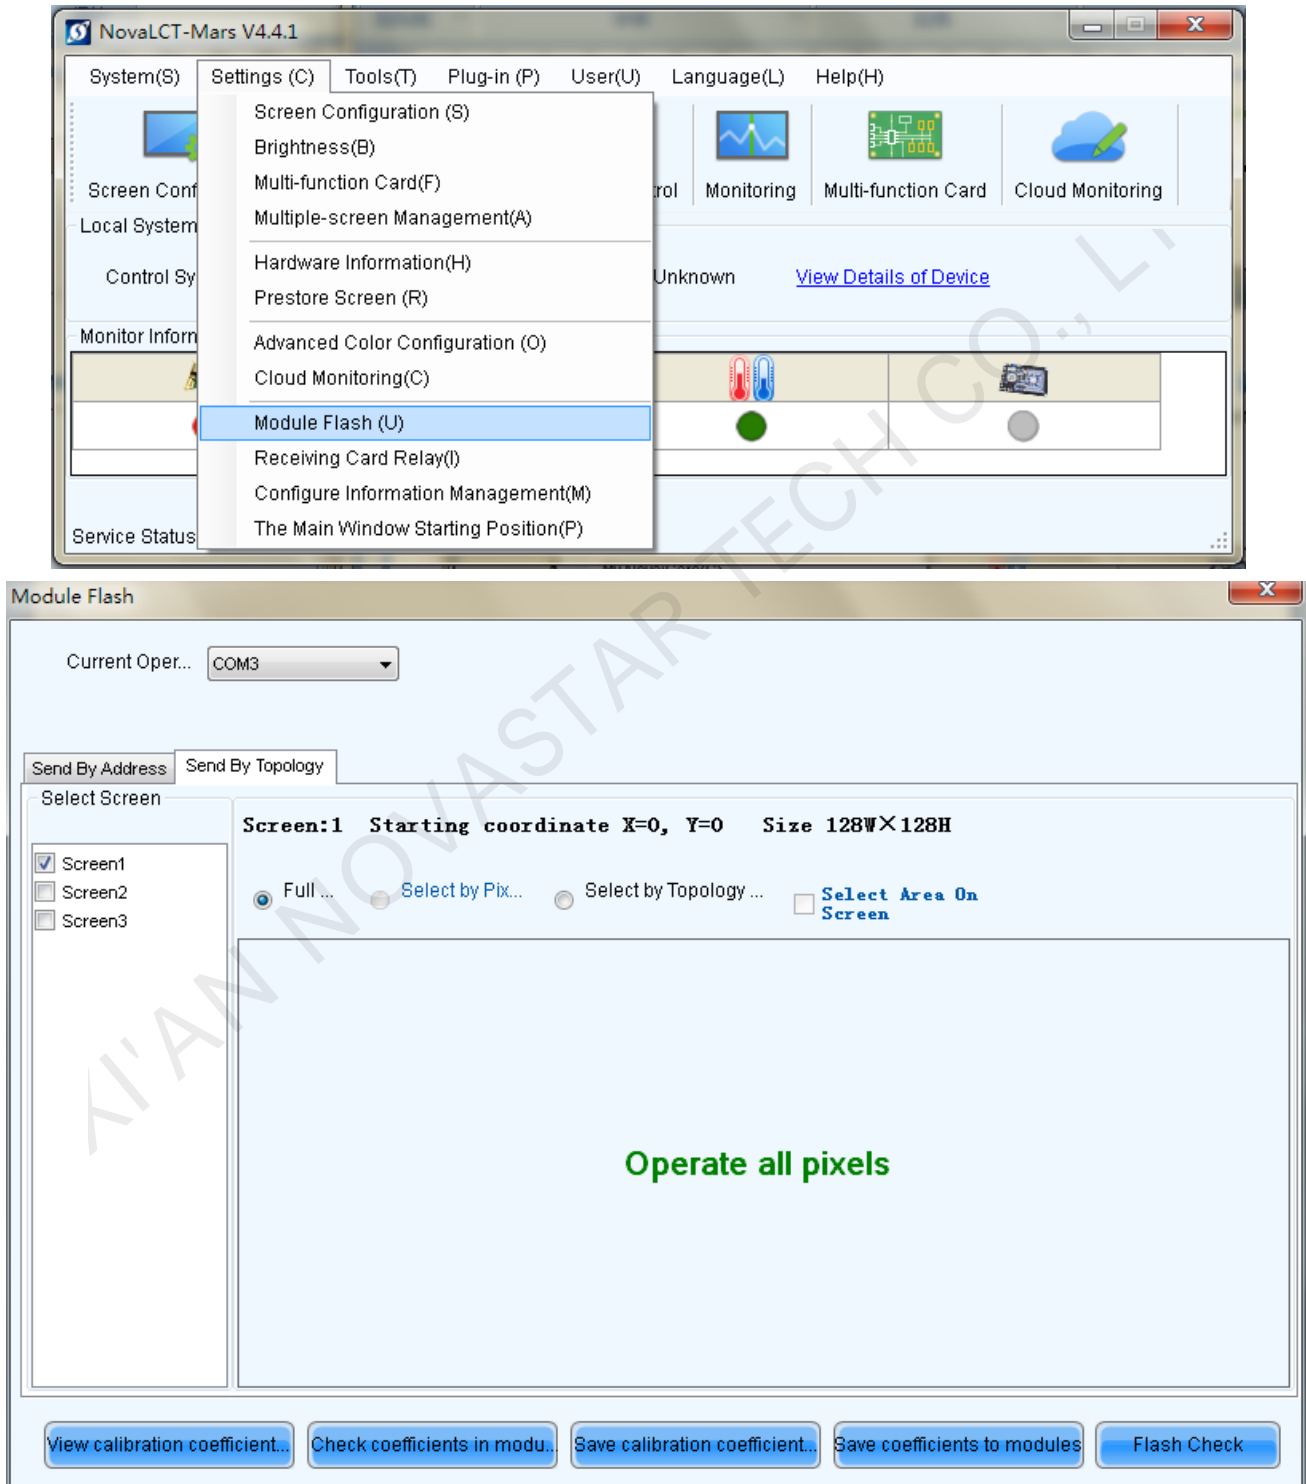 NovaLCT-Mars V4.4.1
System(S) Settings (C) Tools(T) Plug-in (P) User(U) Language(L) Help(H)
Screen Configuration (S)
Brightness(B)
Multi-function Card(F)
Multiple-screen Management(A)
Hardware Information(H)
Prestore Screen (R)
Advanced Color Configuration (O)
Cloud Monitoring(C)
Module Flash (U)
Receiving Card Relay(I)
Configure Information Management(M)
The Main Window Starting Position(P)
Screen Conf
rol Monitoring Multi-function Card Cloud Monitoring
Local System
Control Sy
Unknown View Details of Device
Monitor Inform
Service Status
Module Flash
Current Oper... COM3
Send By Address Send By Topology
Select Screen
Screen1
Screen2
Screen3
Screen:1 Starting coordinate X=0, Y=0 Size 128W×128H
Full ... Select by Pix... Select by Topology ... Select Area On
Screen
Operate all pixels
View calibration coefficient... Check coefficients in modu... Save calibration coefficient... Save coefficients to modules Flash Check
XI'AN NOVASTAR TECH CO., LT